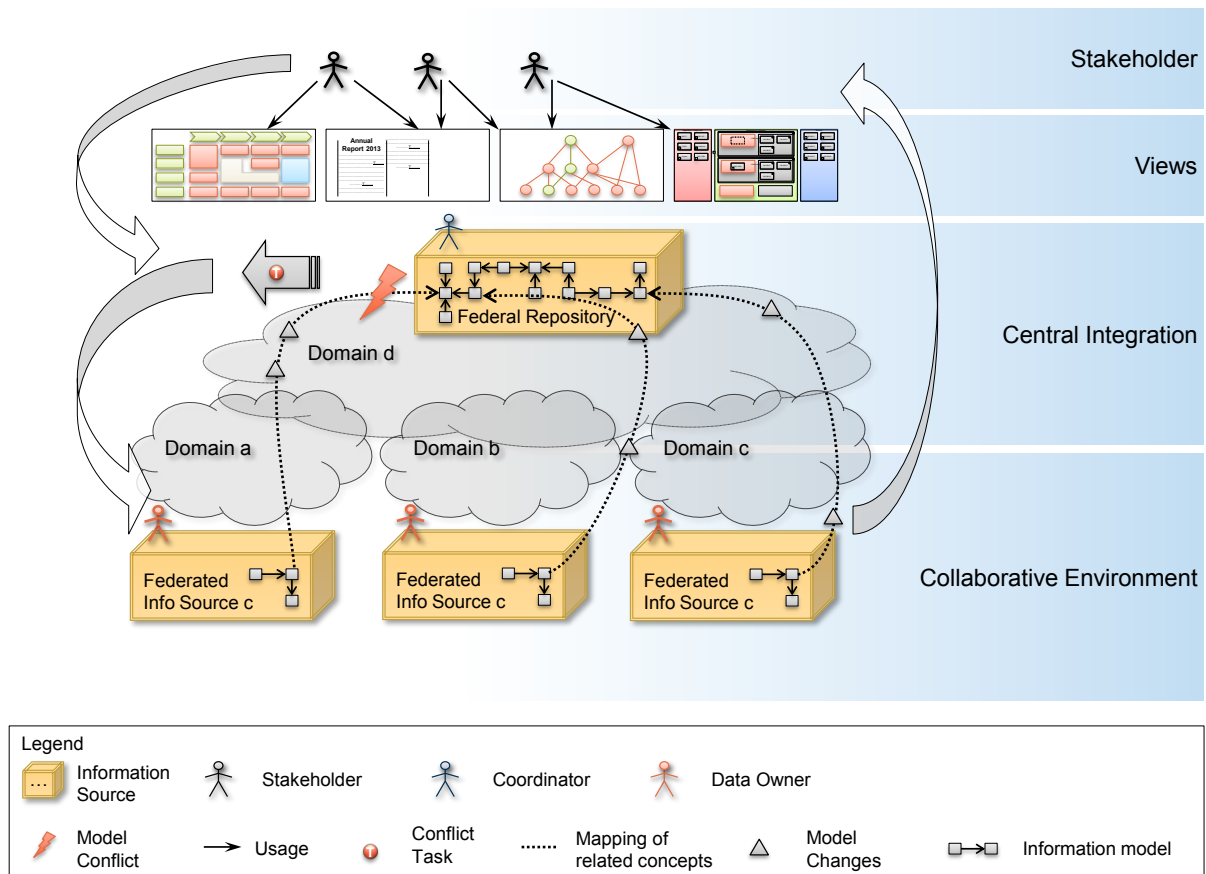 Stakeholder
Annual
Report 2013
Views
Federal Repository
Central Integration
Domain d
Domain a
Domain b
Domain c
T
Federated
Info Source c
Federated
Info Source c
Federated
Info Source c
Collaborative Environment
Legend
...
Information
Source
Stakeholder
Coordinator
Data Owner
Model
Conflict
Usage
T
Conflict
Task
Mapping of
related concepts
Model
Changes
Information model